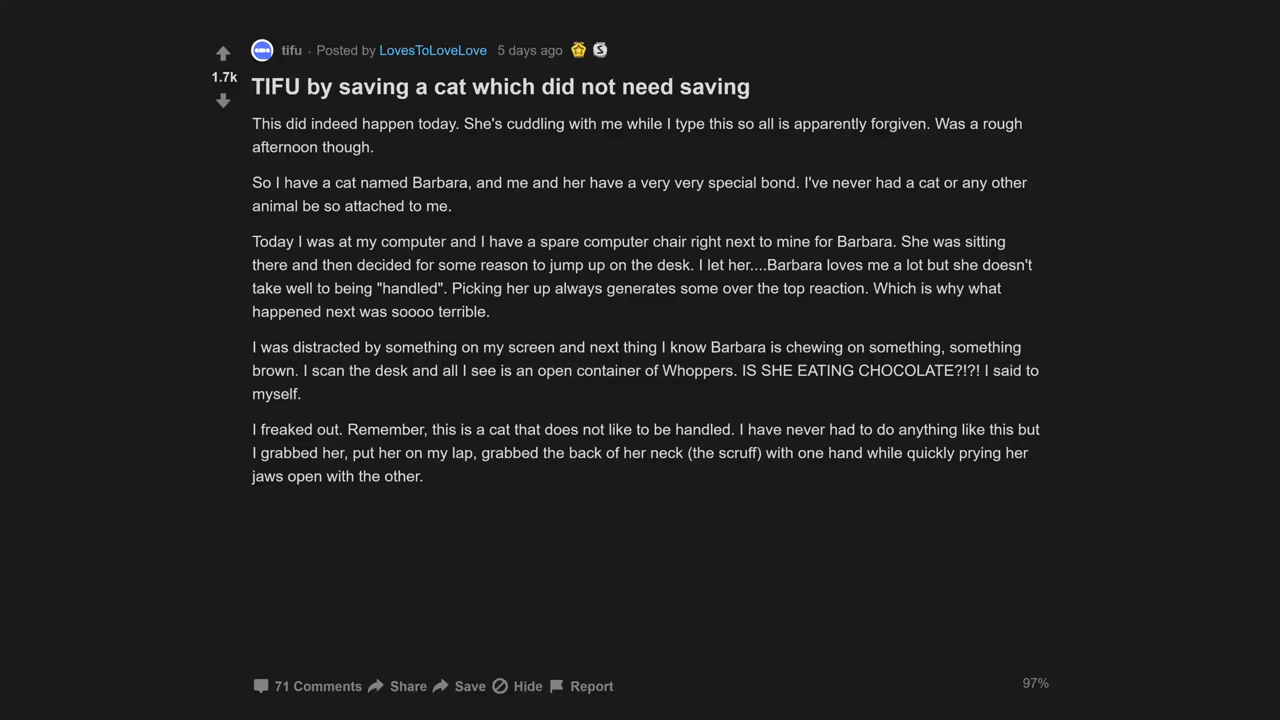 tifu · Posted by LovesToLoveLove 5 days ago
1.7k
TIFU by saving a cat which did not need saving
This did indeed happen today. She's cuddling with me while I type this so all is apparently forgiven. Was a rough
afternoon though.
So I have a cat named Barbara, and me and her have a very very special bond. I've never had a cat or any other
animal be so attached to me.
Today I was at my computer and I have a spare computer chair right next to mine for Barbara. She was sitting
there and then decided for some reason to jump up on the desk. I let her....Barbara loves me a lot but she doesn't
take well to being "handled". Picking her up always generates some over the top reaction. Which is why what
happened next was soooo terrible.
I was distracted by something on my screen and next thing I know Barbara is chewing on something, something
brown. I scan the desk and all I see is an open container of Whoppers. IS SHE EATING CHOCOLATE?!?! I said to
myself.
I freaked out. Remember, this is a cat that does not like to be handled. I have never had to do anything like this but
I grabbed her, put her on my lap, grabbed the back of her neck (the scruff) with one hand while quickly prying her
jaws open with the other.
71 Comments Share Save Hide Report
97%